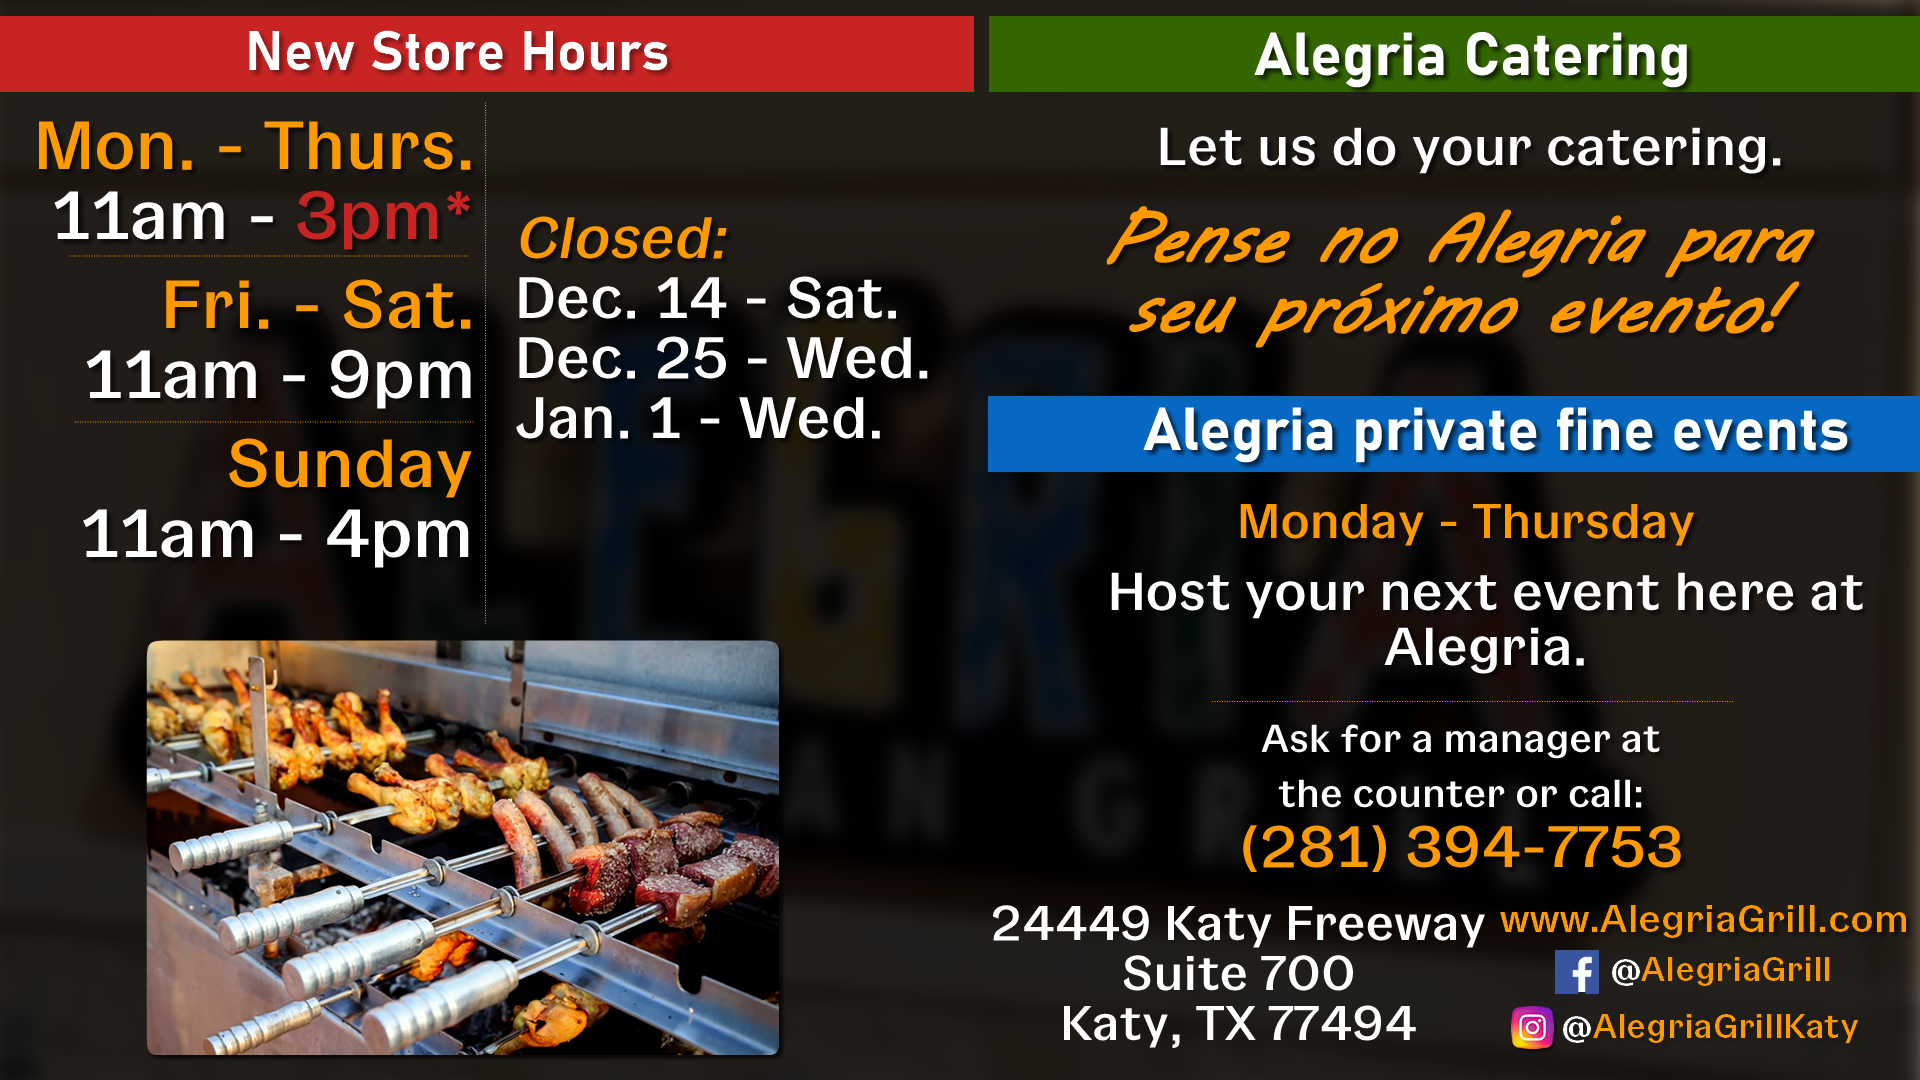 New Store Hours
Mon. - Thurs.
11am - 3pm*
Fri. - Sat.
11am - 9pm
Sunday
11am - 4pm
Closed:
Dec. 14 - Sat.
Dec. 25 - Wed.
Jan. 1 - Wed.
Alegria Catering
Let us do your catering.
Pense no Alegria para
seu próximo evento!
Alegria private fine events
Monday - Thursday
Host your next event here at
Alegria.
Ask for a manager at
the counter or call:
(281) 394-7753
24449 Katy Freeway
Suite 700
Katy, TX 77494
www.AlegriaGrill.com
@AlegriaGrill
@AlegriaGrillKaty
ALEGRIA